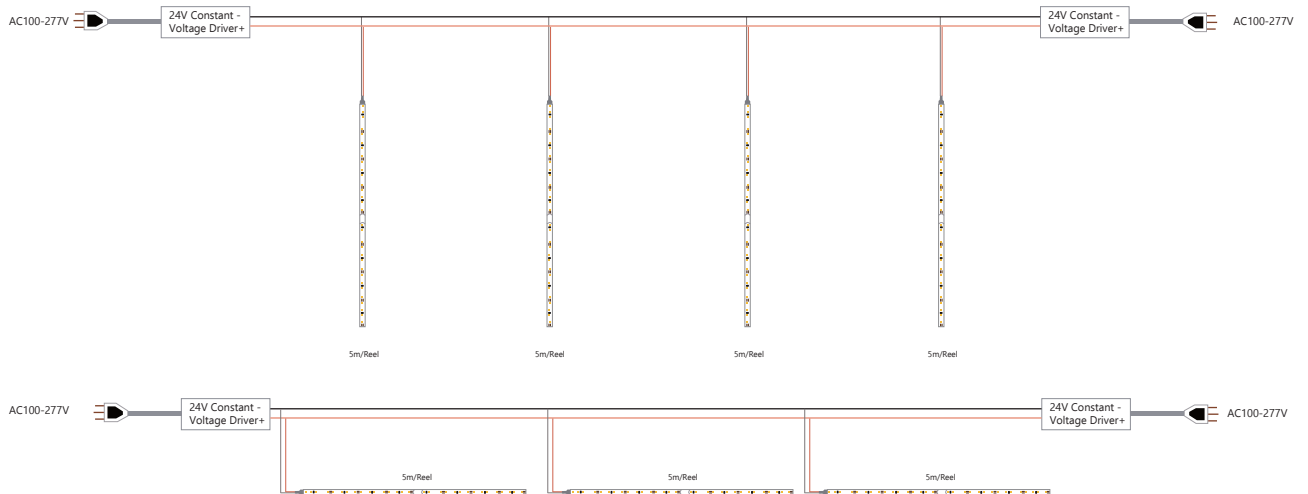 AC100-277V
24V Constant -
Voltage Driver+
24V Constant -
Voltage Driver+
AC100-277V
5m/Reel
5m/Reel
5m/Reel
5m/Reel
AC100-277V
24V Constant -
Voltage Driver+
24V Constant -
Voltage Driver+
AC100-277V
5m/Reel
5m/Reel
5m/Reel